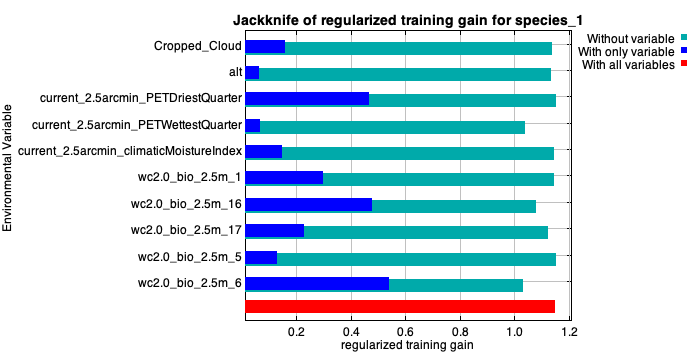 Jackknife of regularized training gain for species_1
Without variable
With only variable
With all variables
Environmental Variable
Cropped_Cloud
alt
current_2.5arcmin_PETDriestQuarter
current_2.5arcmin_PETWettestQuarter
current_2.5arcmin_climaticMoistureIndex
wc2.0_bio_2.5m_1
wc2.0_bio_2.5m_16
wc2.0_bio_2.5m_17
wc2.0_bio_2.5m_5
wc2.0_bio_2.5m_6
0.2 0.4 0.6 0.8 1.0 1.2
regularized training gain